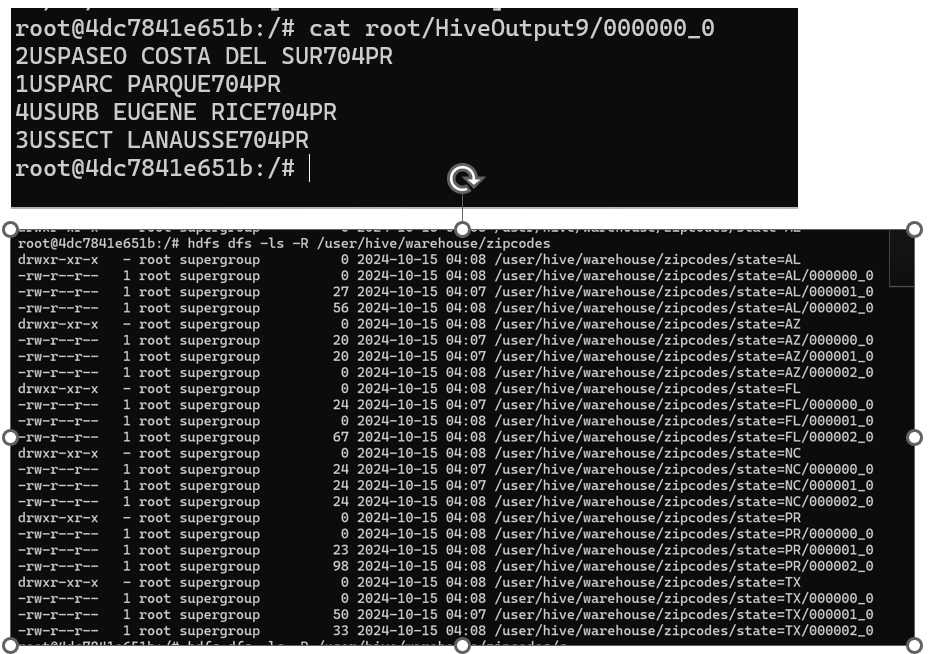 root@4dc7841e651b:/# cat root/HiveOutput9/000000_0
2USPASEO COSTA DEL SUR704PR
1USPARC PARQUE704PR
4USURB EUGENE RICE704PR
3USSECT LANAUSSE704PR
root@4dc7841e651b:/#
root@4dc7841e651b:/# hdfs dfs -ls -R /user/hive/warehouse/zipcodes
drwxr-xr-x - root supergroup 0 2024-10-15 04:08 /user/hive/warehouse/zipcodes/state=AL
-rw-r--r-- 1 root supergroup 0 2024-10-15 04:08 /user/hive/warehouse/zipcodes/state=AL/000000_0
-rw-r--r-- 1 root supergroup 27 2024-10-15 04:07 /user/hive/warehouse/zipcodes/state=AL/000001_0
-rw-r--r-- 1 root supergroup 56 2024-10-15 04:08 /user/hive/warehouse/zipcodes/state=AL/000002_0
drwxr-xr-x - root supergroup 0 2024-10-15 04:08 /user/hive/warehouse/zipcodes/state=AZ
-rw-r--r-- 1 root supergroup 20 2024-10-15 04:07 /user/hive/warehouse/zipcodes/state=AZ/000000_0
-rw-r--r-- 1 root supergroup 20 2024-10-15 04:07 /user/hive/warehouse/zipcodes/state=AZ/000001_0
-rw-r--r-- 1 root supergroup 0 2024-10-15 04:08 /user/hive/warehouse/zipcodes/state=AZ/000002_0
drwxr-xr-x - root supergroup 0 2024-10-15 04:08 /user/hive/warehouse/zipcodes/state=FL
-rw-r--r-- 1 root supergroup 24 2024-10-15 04:07 /user/hive/warehouse/zipcodes/state=FL/000000_0
-rw-r--r-- 1 root supergroup 0 2024-10-15 04:08 /user/hive/warehouse/zipcodes/state=FL/000001_0
-rw-r--r-- 1 root supergroup 67 2024-10-15 04:08 /user/hive/warehouse/zipcodes/state=FL/000002_0
drwxr-xr-x - root supergroup 0 2024-10-15 04:08 /user/hive/warehouse/zipcodes/state=NC
-rw-r--r-- 1 root supergroup 24 2024-10-15 04:07 /user/hive/warehouse/zipcodes/state=NC/000000_0
-rw-r--r-- 1 root supergroup 24 2024-10-15 04:07 /user/hive/warehouse/zipcodes/state=NC/000001_0
-rw-r--r-- 1 root supergroup 24 2024-10-15 04:08 /user/hive/warehouse/zipcodes/state=NC/000002_0
drwxr-xr-x - root supergroup 0 2024-10-15 04:08 /user/hive/warehouse/zipcodes/state=PR
-rw-r--r-- 1 root supergroup 0 2024-10-15 04:08 /user/hive/warehouse/zipcodes/state=PR/000000_0
-rw-r--r-- 1 root supergroup 23 2024-10-15 04:08 /user/hive/warehouse/zipcodes/state=PR/000001_0
-rw-r--r-- 1 root supergroup 98 2024-10-15 04:08 /user/hive/warehouse/zipcodes/state=PR/000002_0
drwxr-xr-x - root supergroup 0 2024-10-15 04:08 /user/hive/warehouse/zipcodes/state=TX
-rw-r--r-- 1 root supergroup 0 2024-10-15 04:08 /user/hive/warehouse/zipcodes/state=TX/000000_0
-rw-r--r-- 1 root supergroup 50 2024-10-15 04:07 /user/hive/warehouse/zipcodes/state=TX/000001_0
-rw-r--r-- 1 root supergroup 33 2024-10-15 04:08 /user/hive/warehouse/zipcodes/state=TX/000002_0